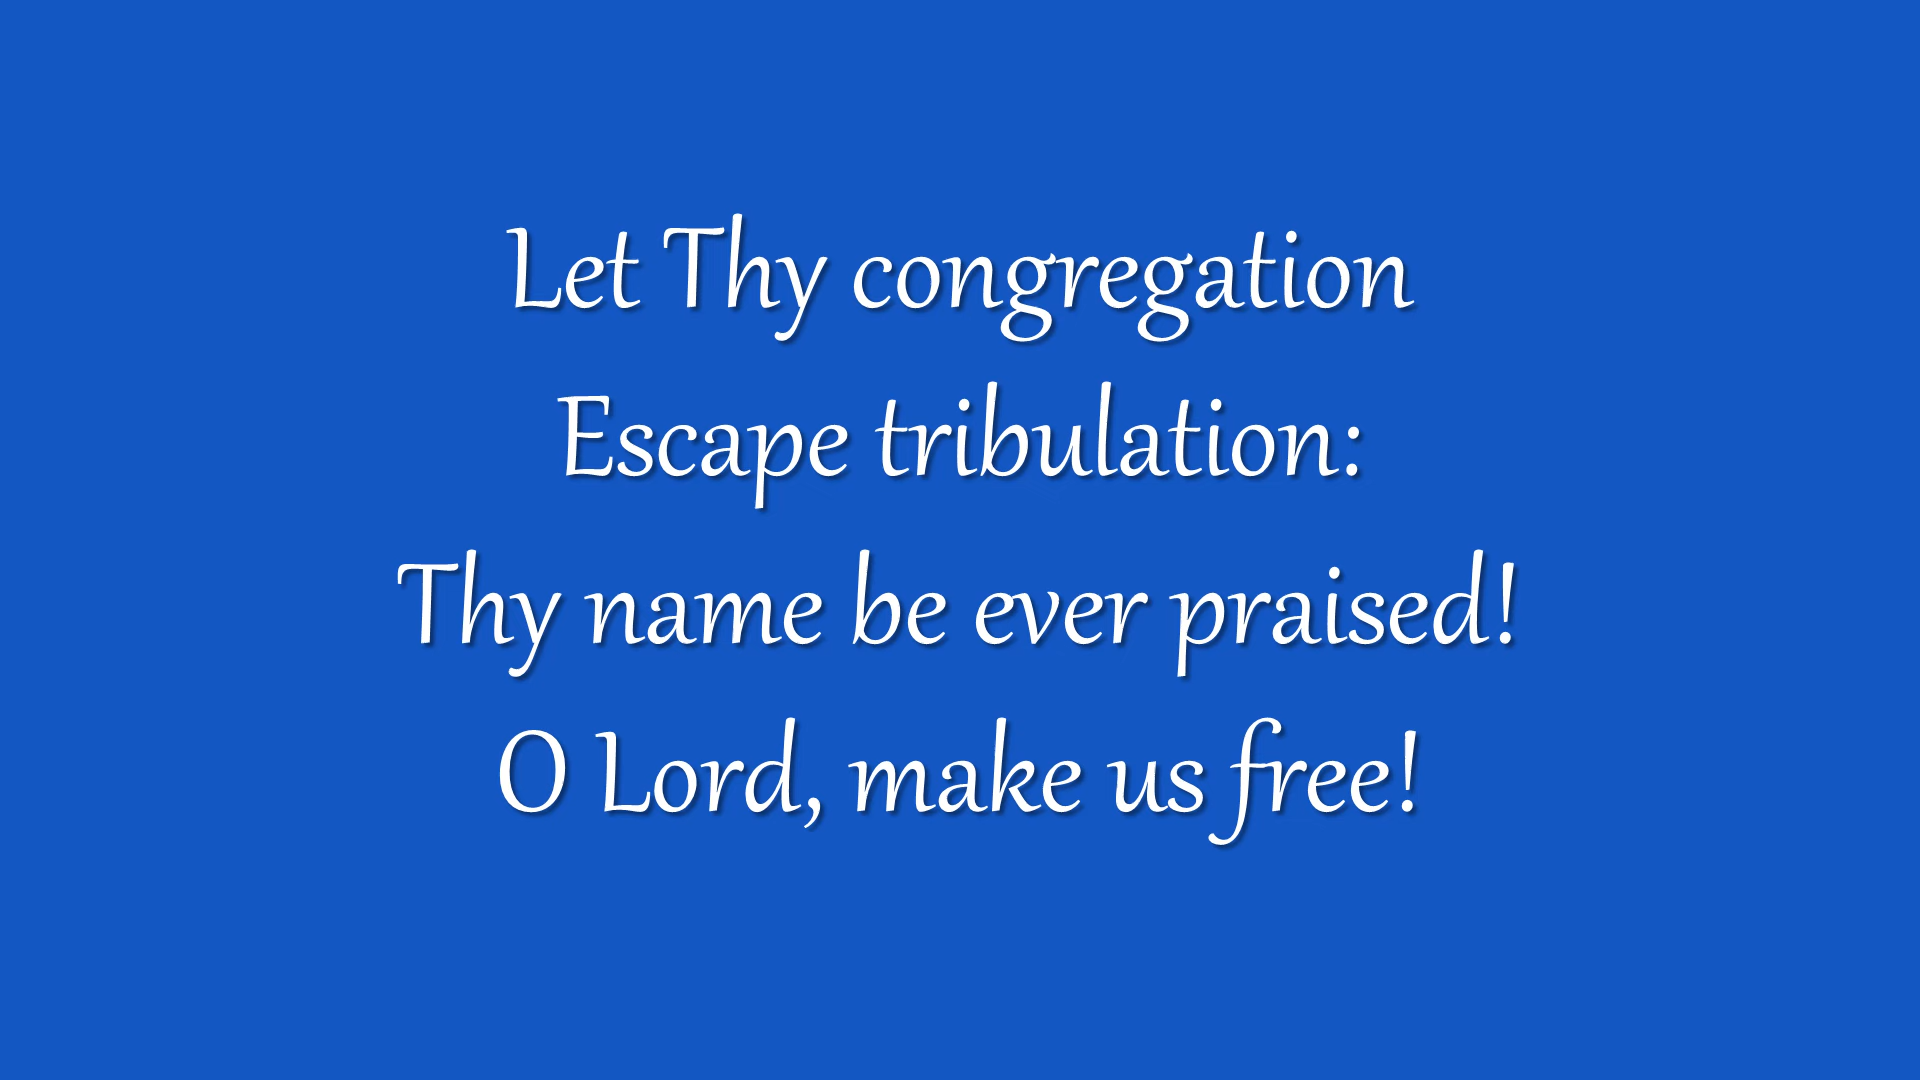 Let Thy congregation
Escape tribulation:
Thy name be ever praised!
O Lord, make us free!